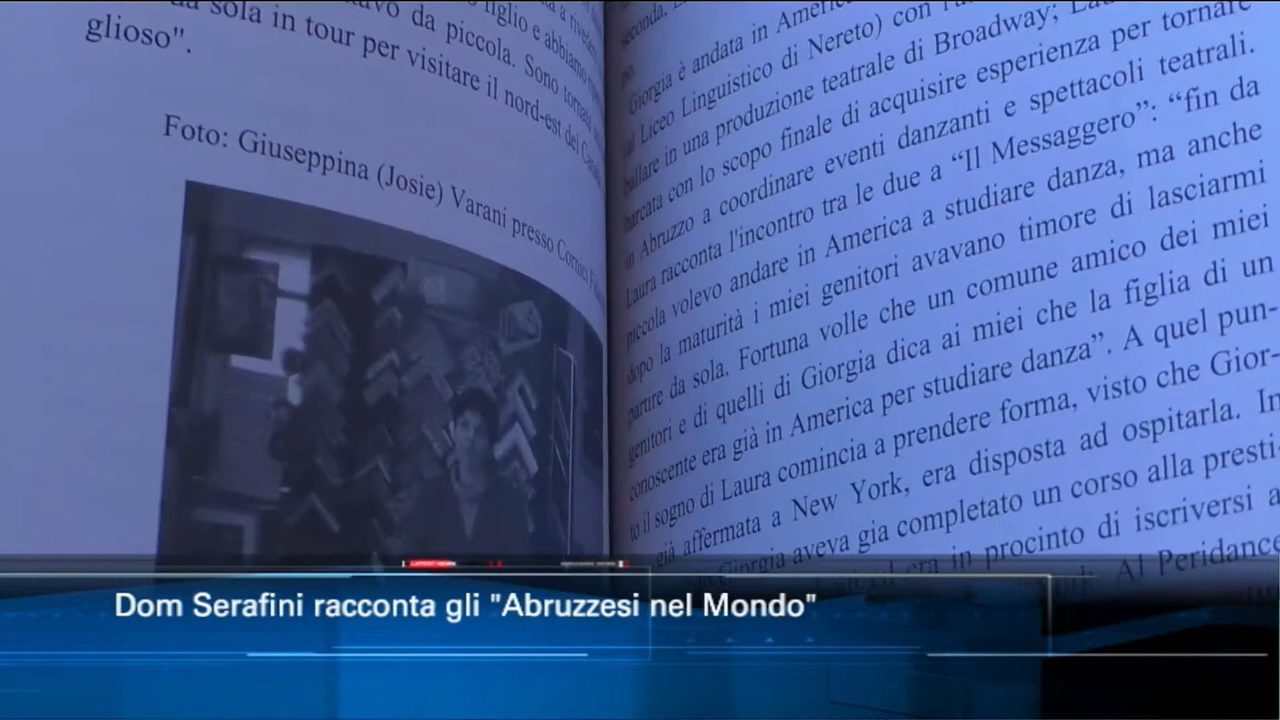 sola in tour per visitare il nord-est del
glioso".
Foto: Giuseppina (Josie) Varani presso
seconda,
Giorgia è andata in
Liceo Linguistico di Nereto) con
ballare in una produzione teatrale di Broadway;
con lo scopo finale di acquisire esperienza per tornare
in Abruzzo a coordinare eventi danzanti e spettacoli teatrali.
Laura racconta l'incontro tra le due a “Il Messaggero”: “fin da
piccola volevo andare in America a studiare danza, ma anche
dopo la maturità i miei genitori avavano timore di lasciarmi
partire da sola. Fortuna volle che un comune amico dei miei
genitori e di quelli di Giorgia dica ai miei che la figlia di un
conoscente era già in America per studiare danza”. A quel pun-
to il sogno di Laura comincia a prendere forma, visto che Gior-
già affermata a New York, era disposta ad ospitarla. In
Giorgia aveva gia completato un corso alla presti-
era in procinto di iscriversi a
Al Peridance
Dom Serafini racconta gli "Abruzzesi nel Mondo"